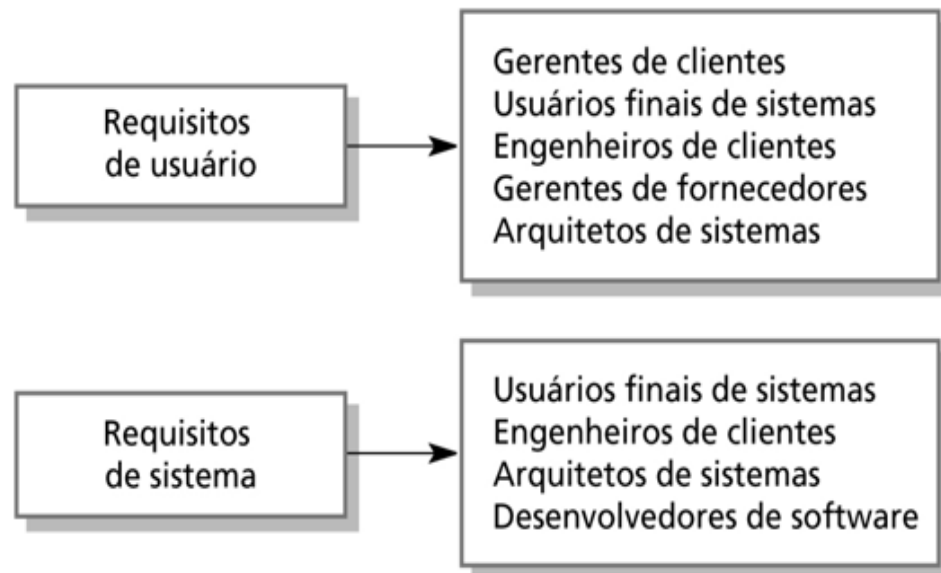 Requisitos
de usuário
Gerentes de clientes
Usuários finais de sistemas
Engenheiros de clientes
Gerentes de fornecedores
Arquitetos de sistemas
Requisitos
de sistema
Usuários finais de sistemas
Engenheiros de clientes
Arquitetos de sistemas
Desenvolvedores de software